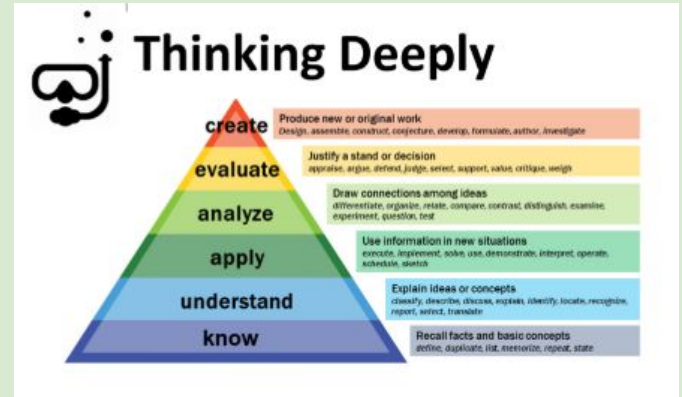 Thinking Deeply
create
Produce new or original work
Design, assemble, construct, conjecture, develop, formulate, author, investigate
evaluate
Justify a stand or decision
appraise, argue, defend, judge, select, support, value, critique, weigh
analyze
Draw connections among ideas
differentiate, organize, relate, compare, contrast, distinguish, examine,
experiment, question, test
apply
Use information in new situations
execute, implement, solve, use, demonstrate, interpret, operate,
schedule, sketch
understand
Explain ideas or concepts
classify, describe, discuss, explain, identify, locate, recognize,
report, select, translate
know
Recall facts and basic concepts
define, duplicate, list, memorize, repeat, state